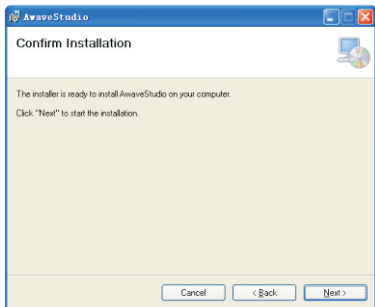 AwaveStudio
Confirm Installation
The installer is ready to install AwaveStudio on your computer.
Click "Next" to start the installation.
Cancel
< Back
Next >